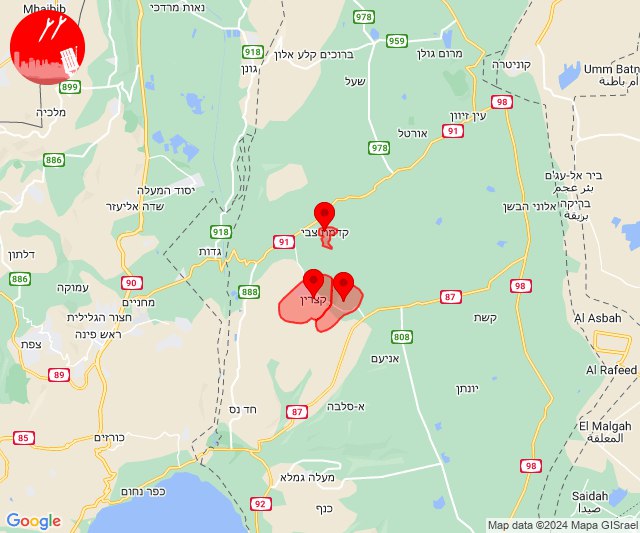 Mhaibib
נאות מרדכי
978
918
ברוכים קלע אלון
959
מרום גולן
גונן
קוניטרה
שעל
Umm Batn
أم باطنة
899
מלכיה
98
עין זיוון
אורטל
91
978
886
ביר אל-עג'ם
بئر عجم
בריקה
بريقة
יסוד המעלה
שדה אליעזר
אלוני הבשן
918
91
דלתון
גדות
886
90
888
עמוקה
מחניים
87
98
קצרין
חצור הגלילית
קשת
Al Asbah
ראש פינה
צפת
808
אניעם
Al Rafeed
89
יונתן
חד נס
א-סלבה
87
El Malgah
المعلقة
85
כורזים
98
מעלה גמלא
כפר נחום
92
כנף
Saidah
صيدا
Google
Map data ©2024 Mapa GISrael